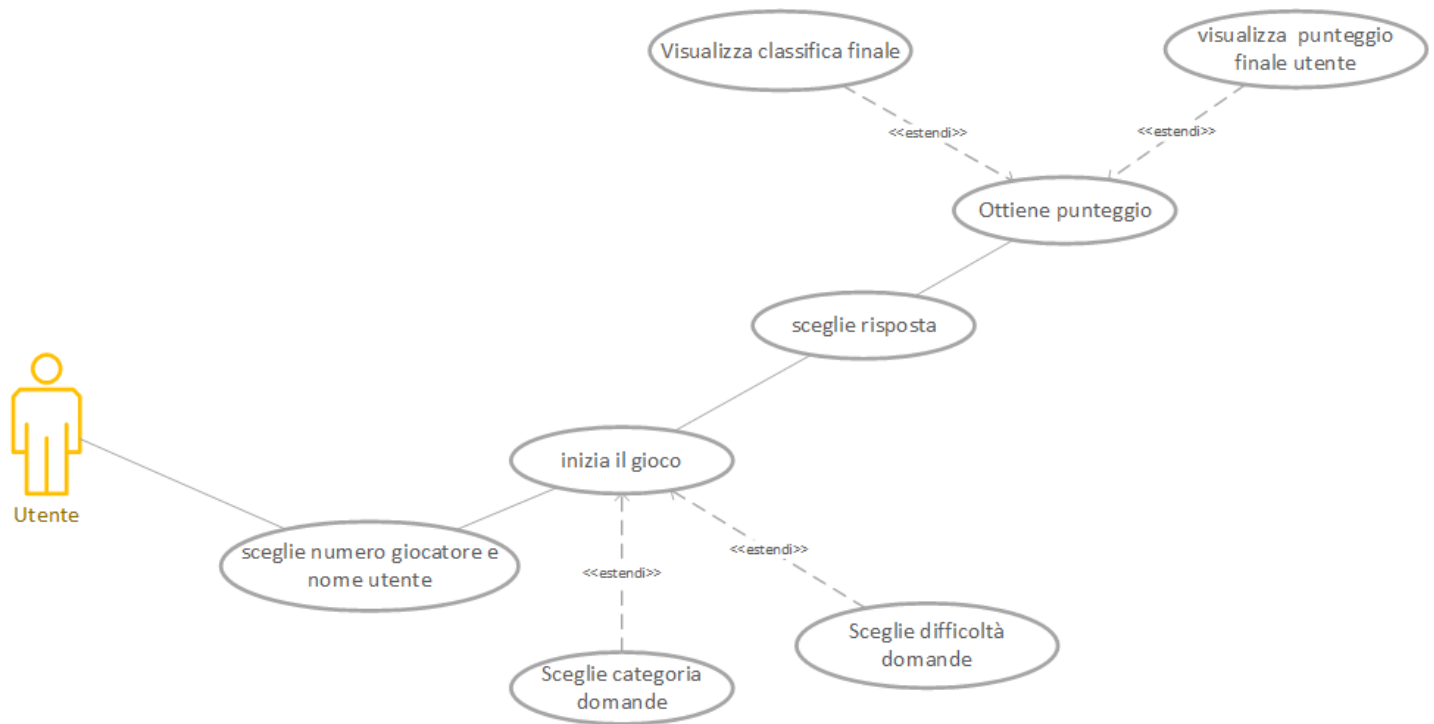 Visualizza classifica finale
visualizza punteggio
finale utente
<<estendi>>
<<estendi>>
Ottiene punteggio
sceglie risposta
Utente
inizia il gioco
sceglie numero giocatore e
nome utente
<<estendi>>
<<estendi>>
Sceglie categoria
domande
Sceglie difficoltà
domande